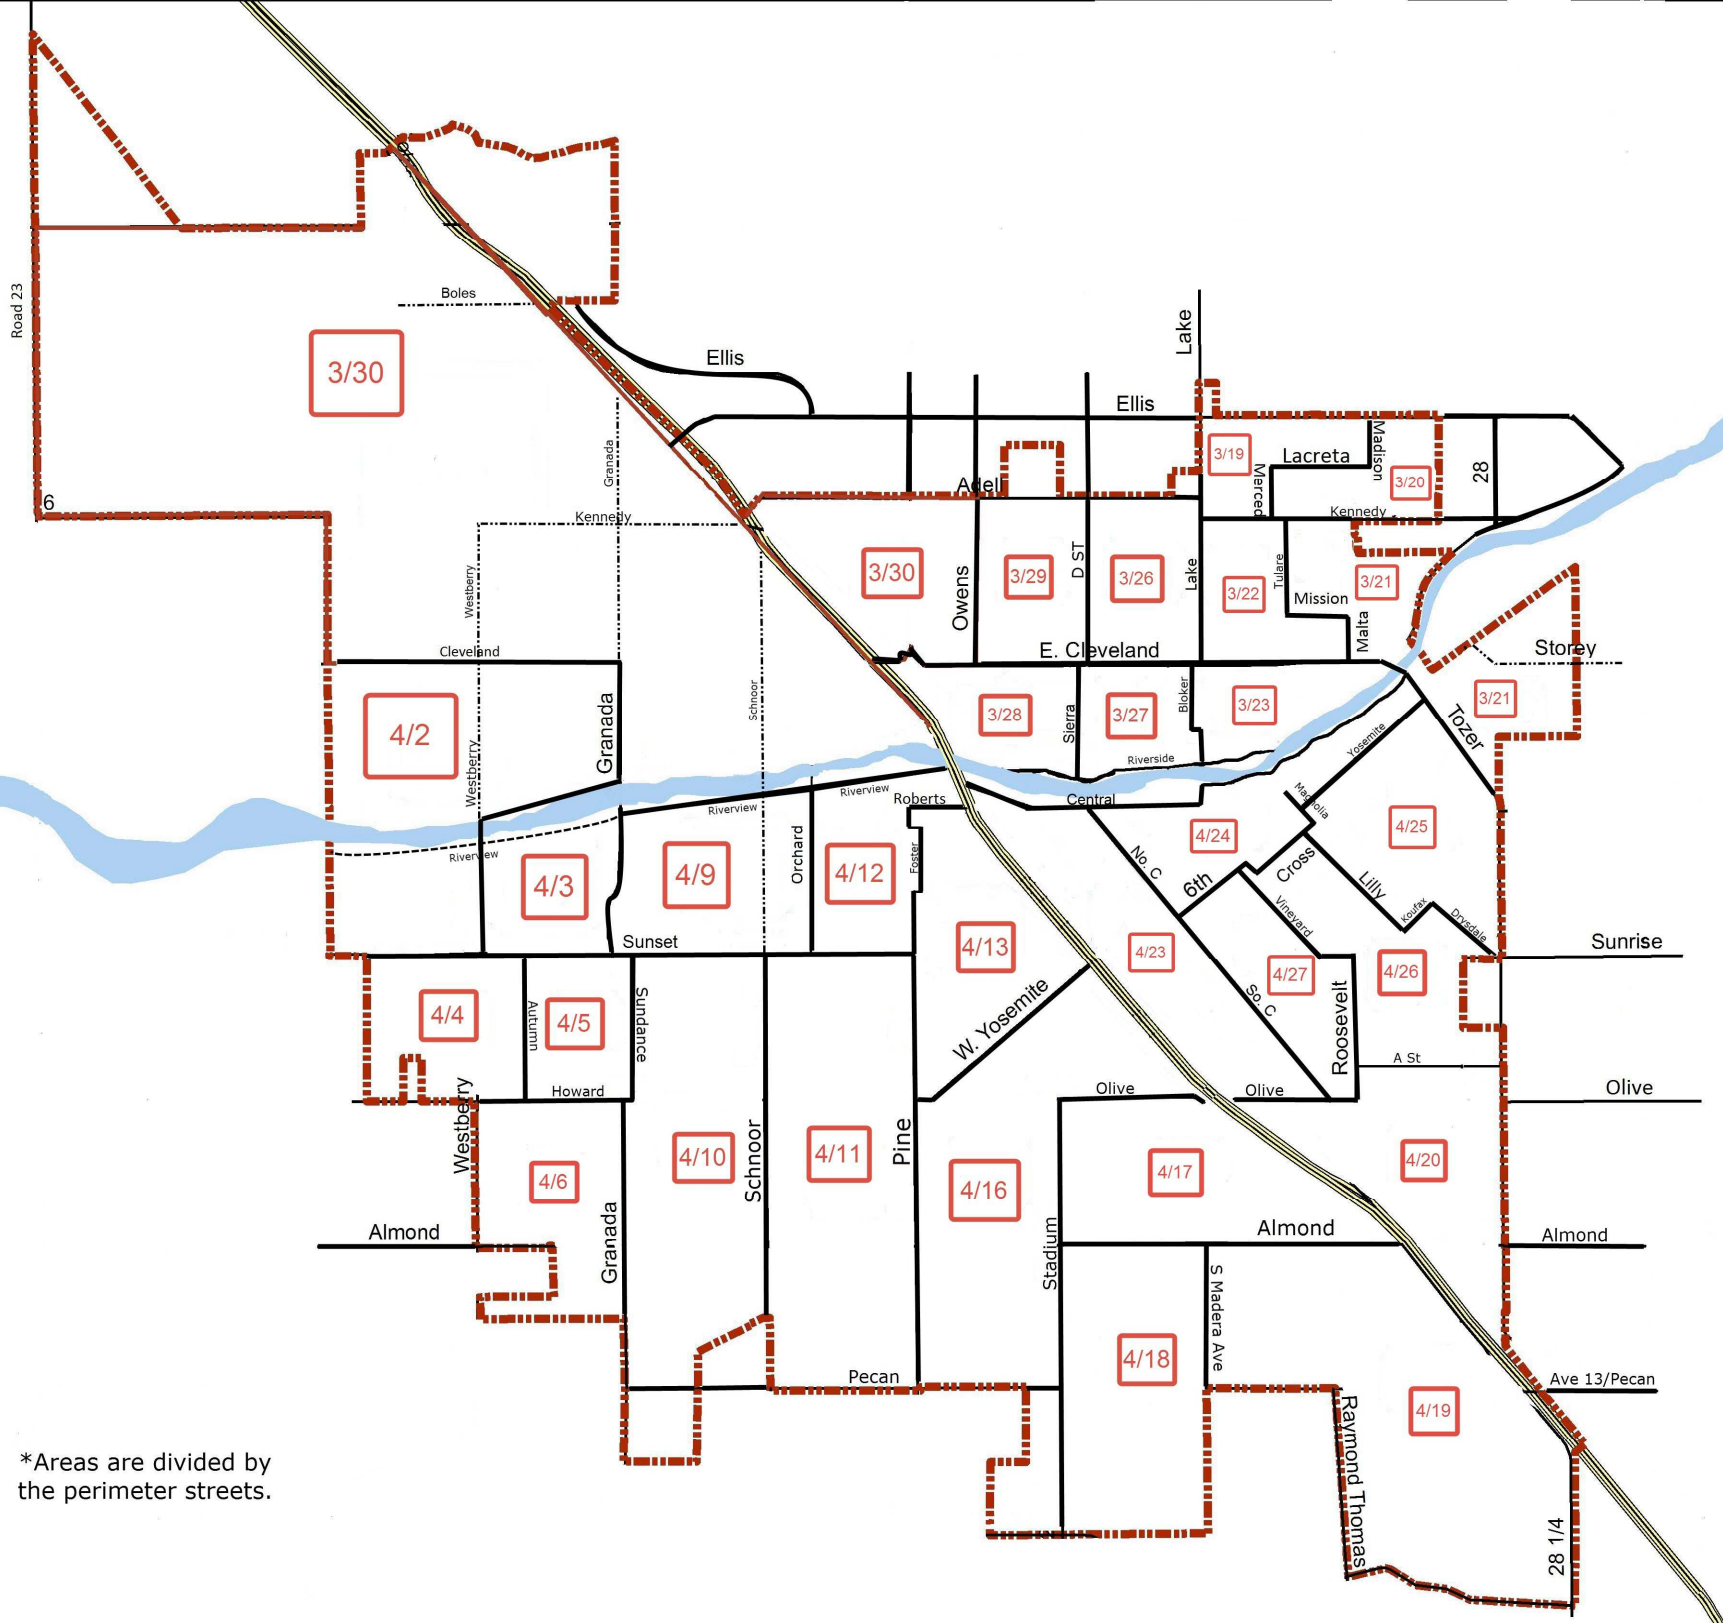 Road 23
Boles
3/30
Ellis
Lake
Ellis
Granada
Adell
3/19
Lacreta
Madison
Merced
3/20
28
6
Kennedy
Kennedy
Westberry
3/30
Owens
3/29
D ST
3/26
Lake
3/22
Tulare
Mission
3/21
Malta
Cleveland
E. Cleveland
Storey
4/2
Granada
Schnoor
Westberry
3/28
Sierra
3/27
Bloker
3/23
3/21
Tozer
Yosemite
Riverside
Riverview
Riverview
Roberts
Central
Magnolia
Riverview
4/3
4/9
Orchard
4/12
Foster
4/24
4/25
No. C
6th
Cross
Lilly
Koufax
Drysdale
Vineyard
Sunset
4/13
4/23
4/27
4/26
Sunrise
4/4
Autumn
4/5
Sundance
W. Yosemite
So. C
Roosevelt
A St
Howard
Olive
Olive
Olive
Westberry
4/6
4/10
Schnoor
4/11
Pine
4/16
4/17
4/20
Almond
Granada
Stadium
Almond
Almond
S Madera Ave
4/18
Pecan
Ave 13/Pecan
4/19
Raymond Thomas
28 1/4
*Areas are divided by
the perimeter streets.